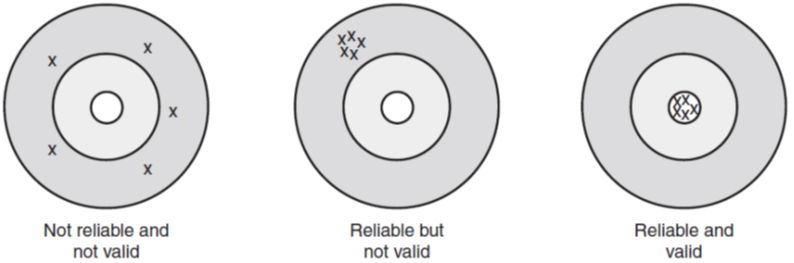 Not reliable and
not valid
Reliable but
not valid
Reliable and
valid